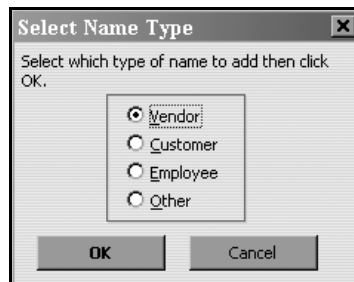 Select Name Type
Select which type of name to add then click
OK.
Vendor
Customer
Employee
Other
OK Cancel